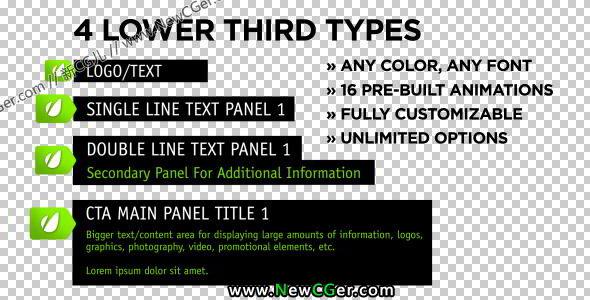 4 LOWER THIRD TYPES
LOGO/TEXT
SINGLE LINE TEXT PANEL 1
DOUBLE LINE TEXT PANEL 1
Secondary Panel For Additional Information
CTA MAIN PANEL TITLE 1
Bigger text/content area for displaying large amounts of information, logos,
graphics, photography, video, promotional elements, etc.
Lorem ipsum dolor sit amet.
» ANY COLOR, ANY FONT
» 16 PRE-BUILT ANIMATIONS
» FULLY CUSTOMIZABLE
» UNLIMITED OPTIONS
www.NewCGer.com